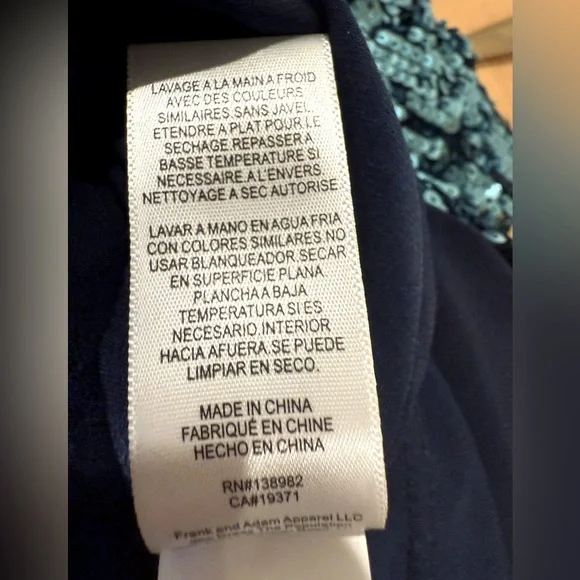 LAVAGE A LA MAIN A FROID
AVEC DES COULEURS
SIMILAIRES.SANS JAVEL.
ETENDRE A PLAT POUR LE
SECHAGE.REPASSER A
BASSE TEMPERATURE SI
NECESSAIRE A L'ENVERS.
NETTOYAGE A SEC AUTORISE.
LAVAR A MANO EN AGUA FRIA
CON COLORES SIMILARES.NO
USAR BLANQUEADOR.SECAR
EN SUPERFICIE PLANA
PLANCHA A BAJA
TEMPERATURA SI ES
NECESARIO.INTERIOR
HACIA AFUERA.SE PUEDE
LIMPIAR EN SECO.
MADE IN CHINA
FABRIQUÉ EN CHINE
HECHO EN CHINA
RN#138982
CA#19371
Frank and Adam Apparel LLC
Dress The Population